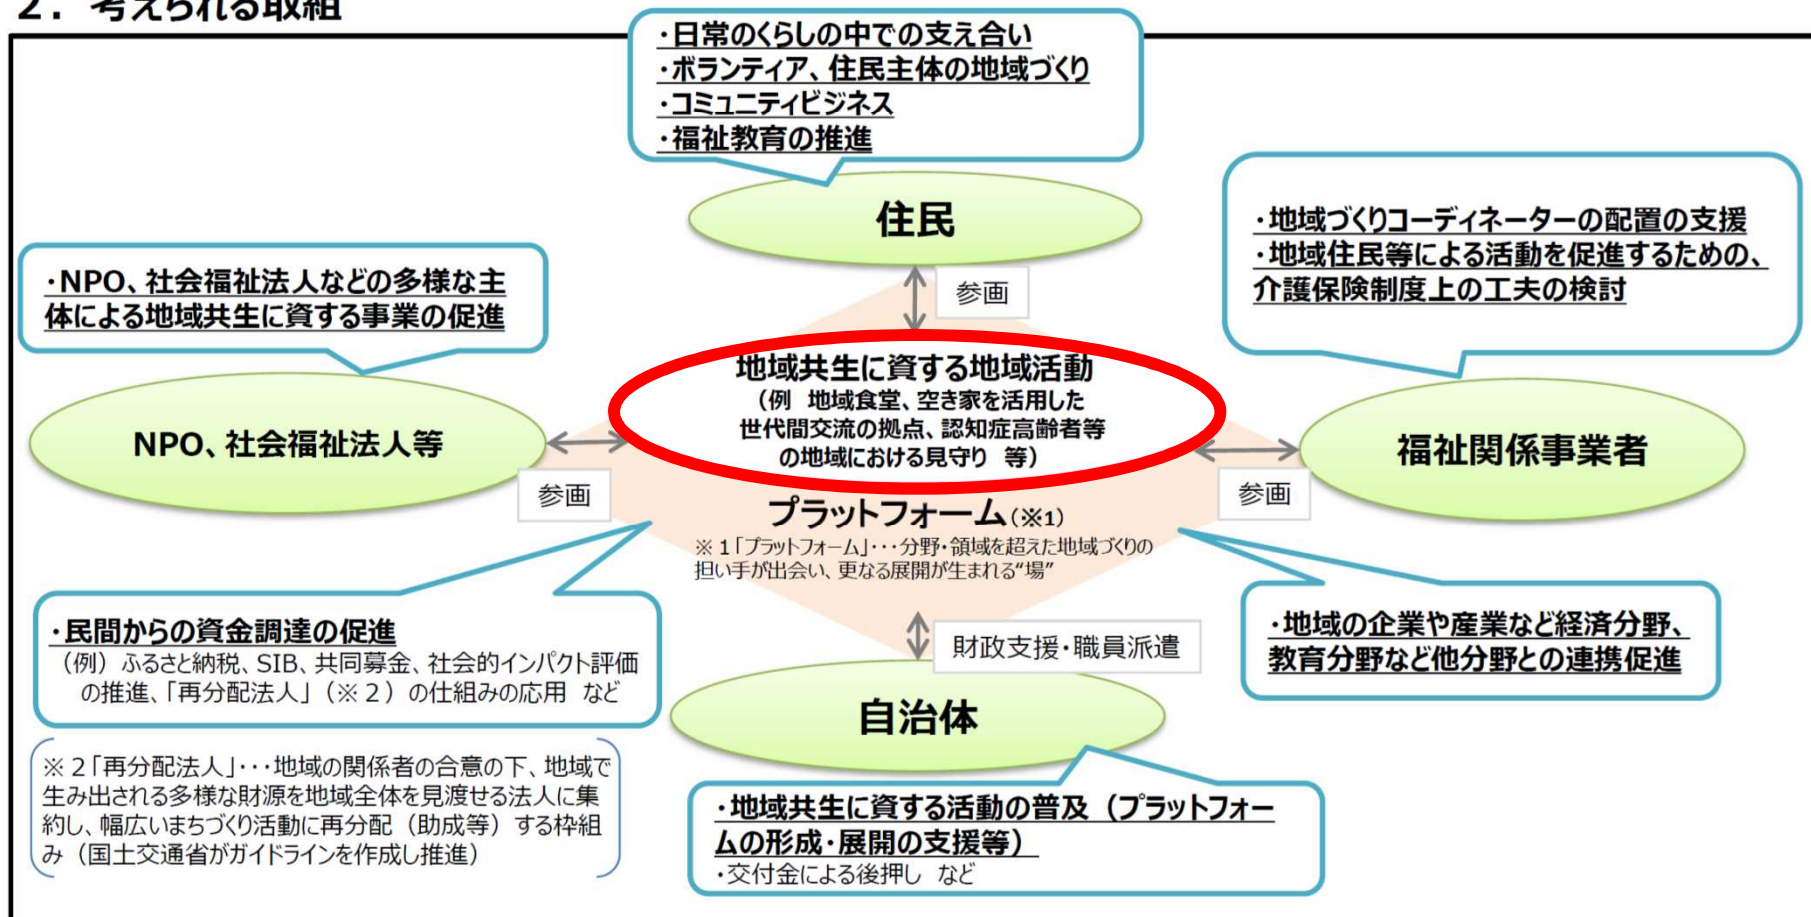 ２．考えられる取組
・日常のくらしの中での支え合い
・ボランティア、住民主体の地域づくり
・コミュニティビジネス
・福祉教育の推進
住民
参画
・NPO、社会福祉法人などの多様な主
体による地域共生に資する事業の促進
NPO、社会福祉法人等
参画
・地域づくりコーディネーターの配置の支援
・地域住民等による活動を促進するための、
介護保険制度上の工夫の検討
福祉関係事業者
参画
地域共生に資する地域活動
（例　地域食堂、空き家を活用した
世代間交流の拠点、認知症高齢者等
の地域における見守り　等）
プラットフォーム（※1）
※１「プラットフォーム」・・・分野・領域を超えた地域づくりの
担い手が出会い、更なる展開が生まれる“場”
・民間からの資金調達の促進
（例）ふるさと納税、SIB、共同募金、社会的インパクト評価
の推進、「再分配法人」（※２）の仕組みの応用　など
※２「再分配法人」・・・地域の関係者の合意の下、地域で
生み出される多様な財源を地域全体を見渡せる法人に集
約し、幅広いまちづくり活動に再分配（助成等）する枠組
み（国土交通省がガイドラインを作成し推進）
財政支援・職員派遣
自治体
・地域の企業や産業など経済分野、
教育分野など他分野との連携促進
・地域共生に資する活動の普及（プラットフォー
ムの形成・展開の支援等）
・交付金による後押し　など